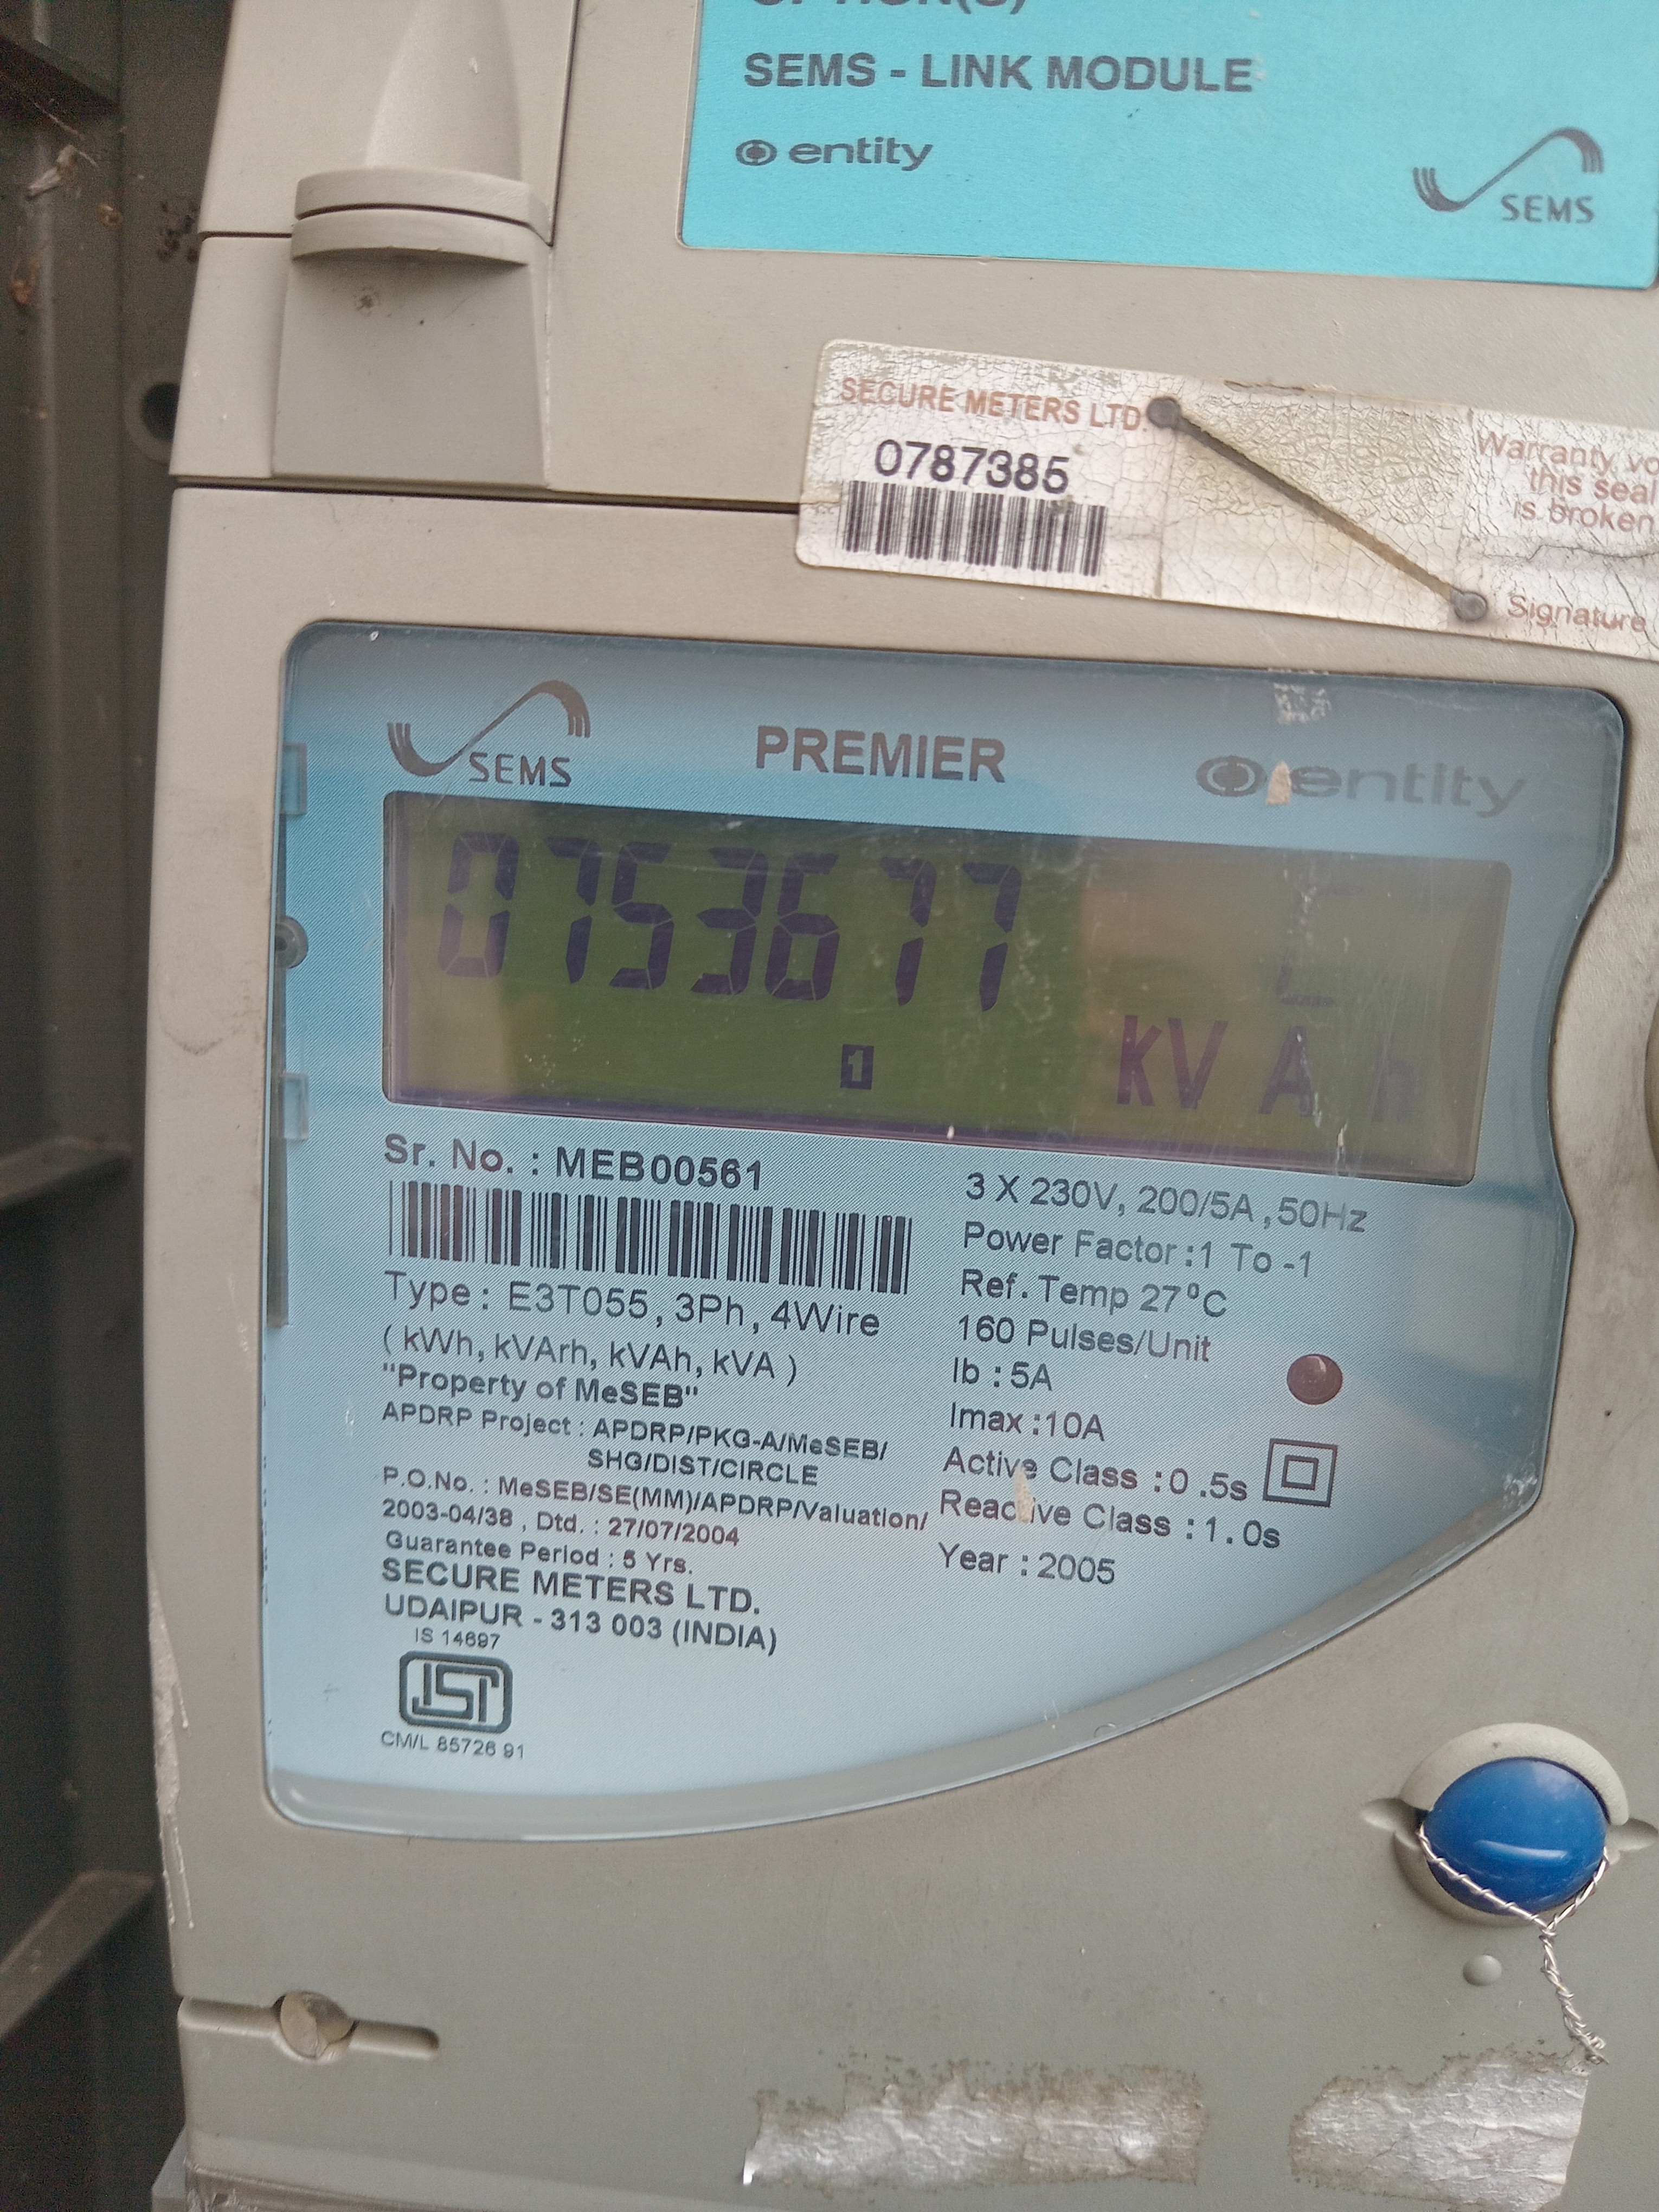 SEMS - LINK MODULE
entity
SEMS
SECURE METERS LTD.
0787385
Warranty
this seal
is broken
Signature
SEMS
PREMIER
entity
0753677
1
kVAh
Sr. No. : MEB00561
Type : E3T055, 3Ph, 4Wire
( kWh, kVArh, kVAh, kVA )
"Property of MeSEB"
APDRP Project : APDRP/PKG-A/MeSEB/
SHG/DIST/CIRCLE
P.O.No. : MeSEB/SE(MM)/APDRP/Valuation/
2003-04/38 , Dtd. : 27/07/2004
Guarantee Period : 5 Yrs.
SECURE METERS LTD.
UDAIPUR - 313 003 (INDIA)
IS 14697
CM/L 85726 91
3 X 230V, 200/5A , 50Hz
Power Factor :1 To -1
Ref. Temp 27°C
160 Pulses/Unit
Ib : 5A
Imax :10A
Active Class : 0 .5s
Reactive Class : 1. 0s
Year : 2005